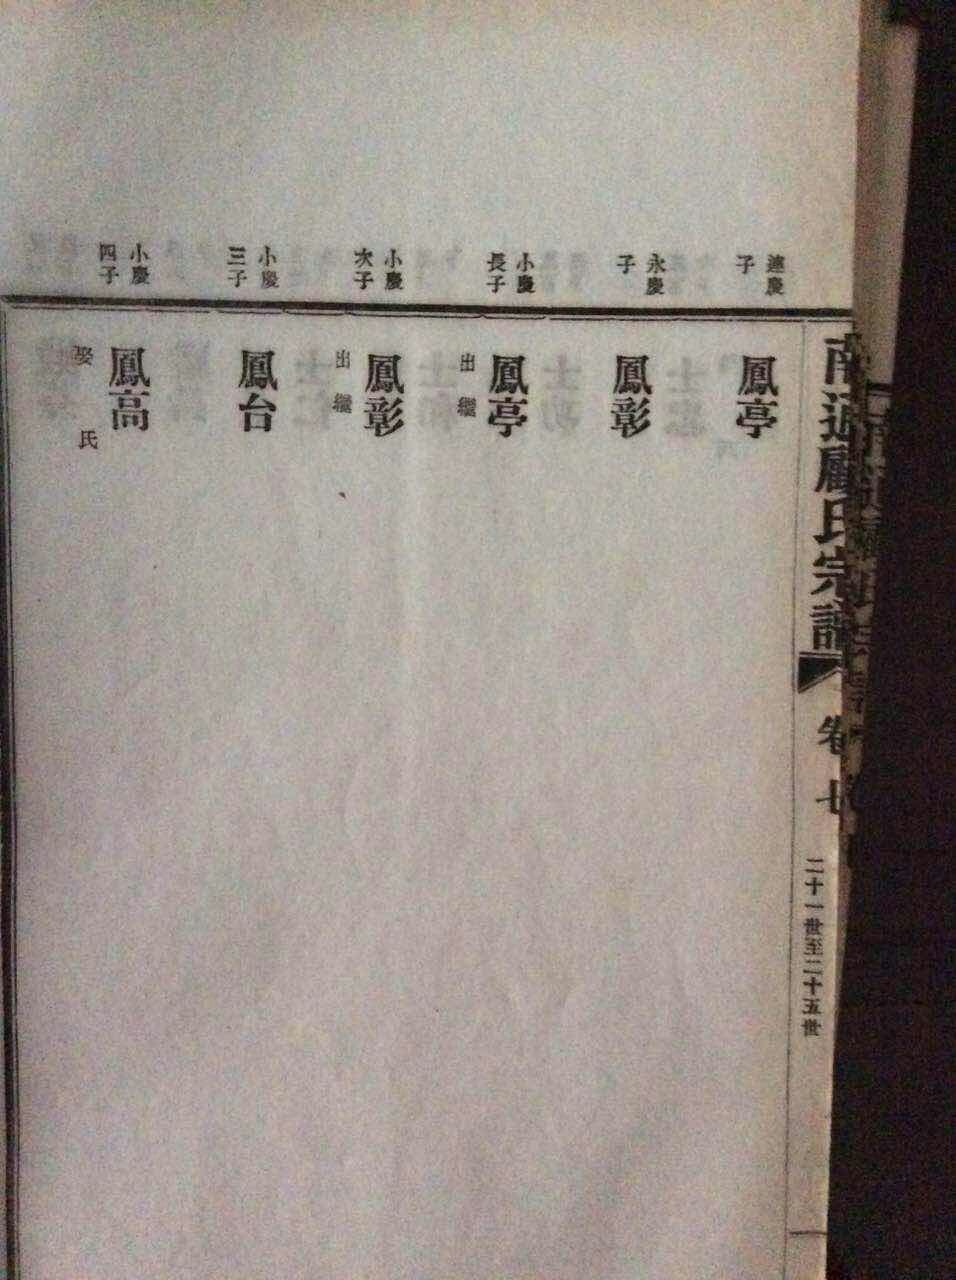 南通顧氏宗譜
卷七
二十一世至二十五世
連慶
子
鳳亭
永慶
子
鳳彰
小慶
長子
鳳亭
出繼
小慶
次子
鳳彰
出繼
小慶
三子
鳳台
小慶
四子
鳳高
娶 氏